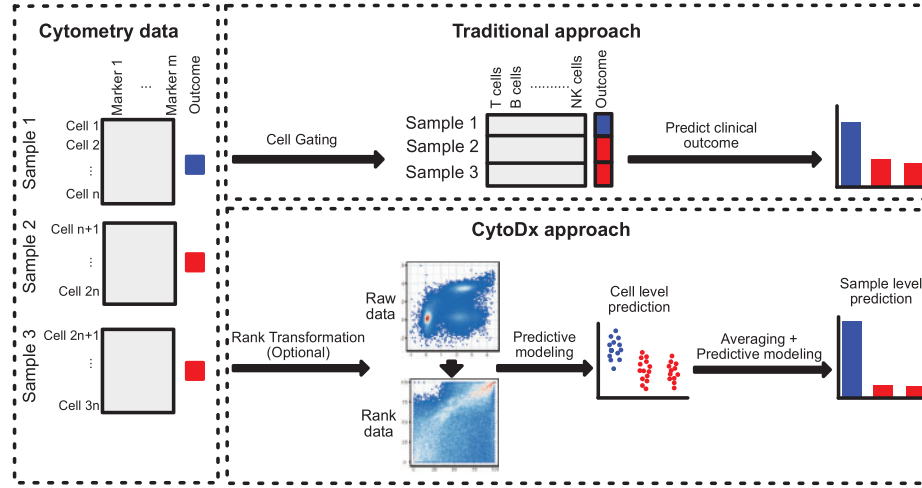 Cytometry data
Marker 1
...
Marker m
Outcome
Sample 1
Cell 1
Cell 2
...
Cell n
Sample 2
Cell n+1
...
Cell 2n
Sample 3
Cell 2n+1
...
Cell 3n
Traditional approach
Cell Gating
T cells
B cells
..........
NK cells
Outcome
Sample 1
Sample 2
Sample 3
Predict clinical
outcome
CytoDx approach
Rank Transformation
(Optional)
Raw
data
Rank
data
Predictive
modeling
Cell level
prediction
Averaging +
Predictive modeling
Sample level
prediction